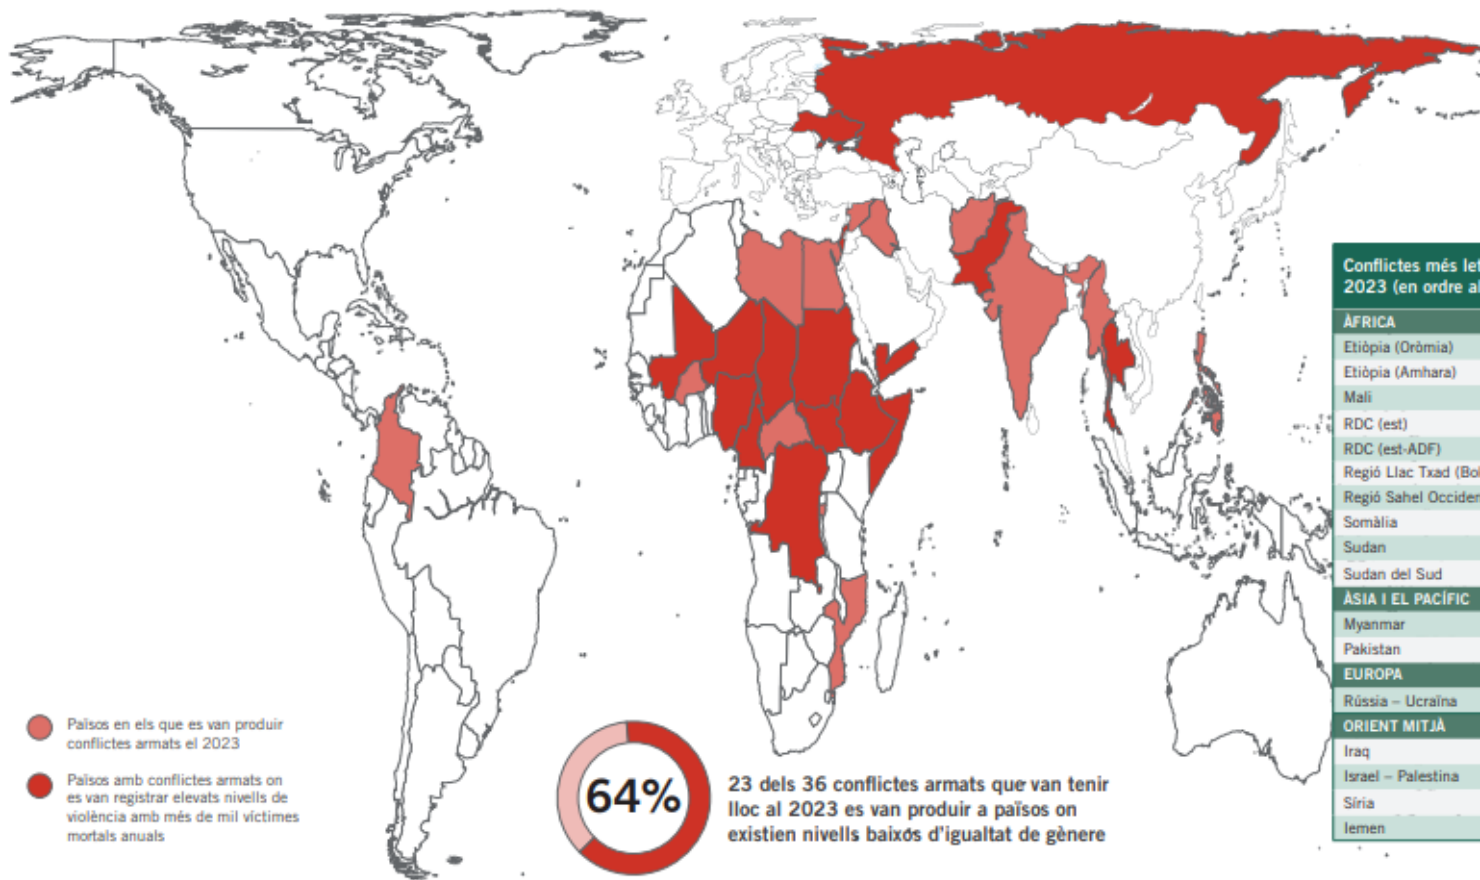 Conflictes més let
2023 (en ordre al
ÀFRICA
Etiòpia (Oròmia)
Etiòpia (Amhara)
Mali
RDC (est)
RDC (est-ADF)
Regió Llac Txad (Bo
Regió Sahel Occiden
Somàlia
Sudan
Sudan del Sud
ÀSIA I EL PACÍFIC
Myanmar
Pakistan
EUROPA
Rússia – Ucraïna
ORIENT MITJÀ
Iraq
Israel – Palestina
Síria
Iemen
Països en els que es van produir
conflictes armats el 2023
Països amb conflictes armats on
es van registrar elevats nivells de
violència amb més de mil víctimes
mortals anuals
64%
23 dels 36 conflictes armats que van tenir
lloc al 2023 es van produir a països on
existien nivells baixos d'igualtat de gènere